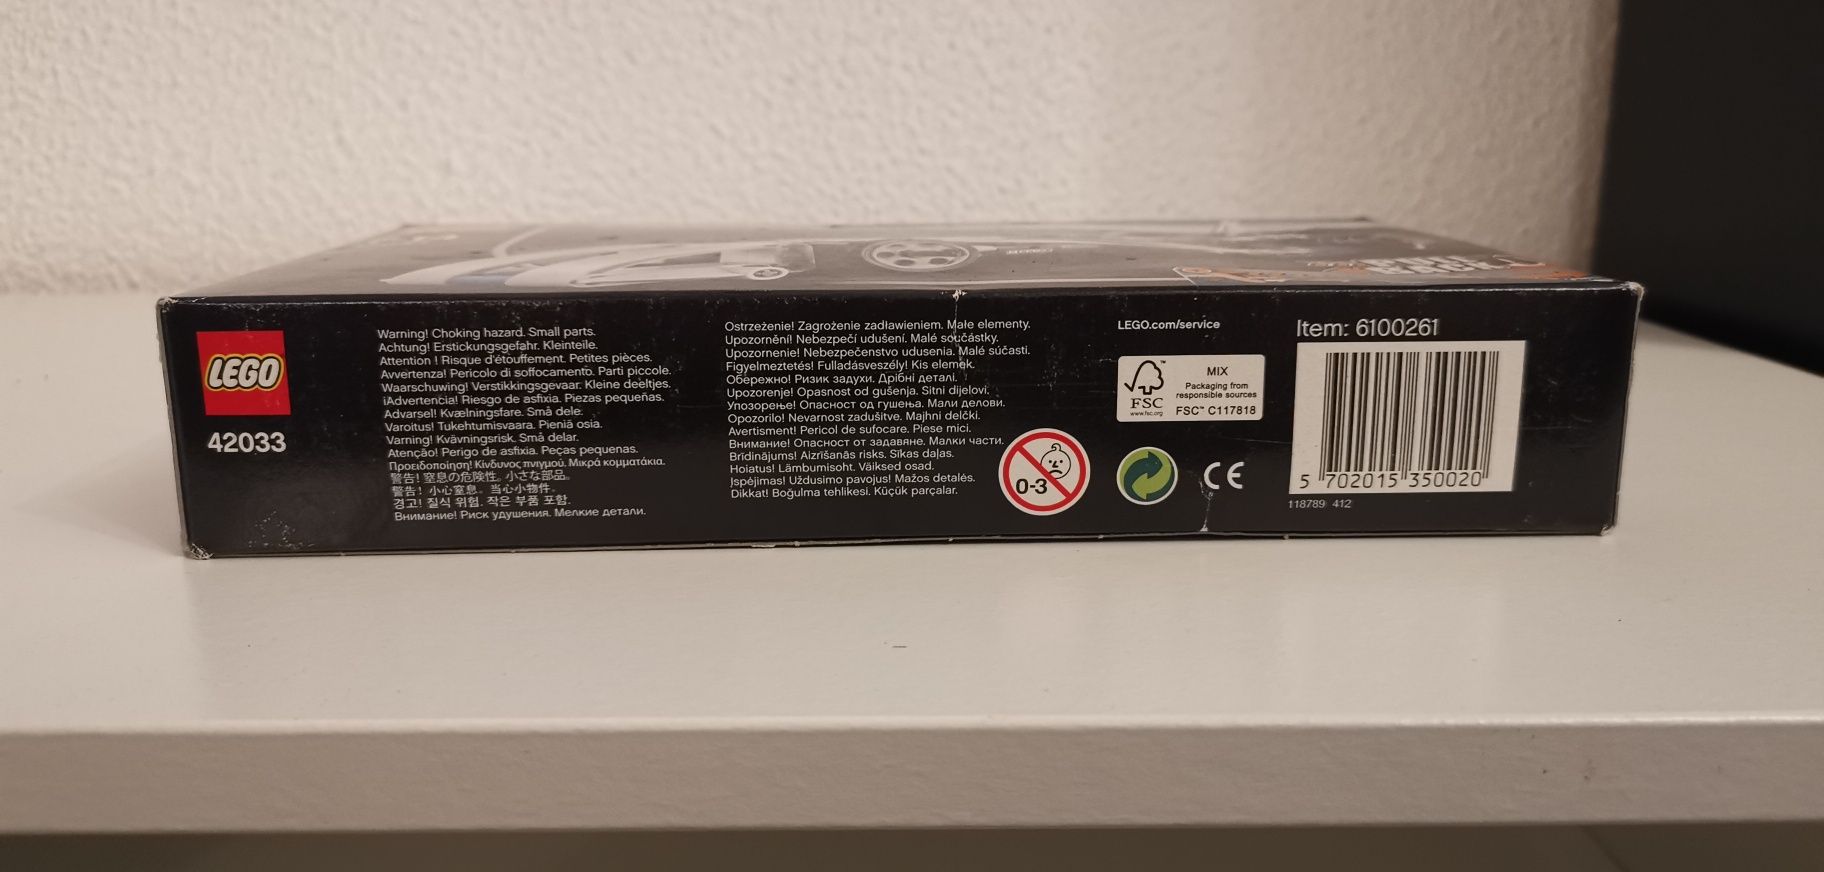 PULL
BACK
LEGO
42033
Warning! Choking hazard. Small parts.
Achtung! Erstickungsgefahr. Kleinteile.
Attention ! Risque d'étouffement. Petites pièces.
Avvertenza! Pericolo di soffocamento. Parti piccole.
Waarschuwing! Verstikkingsgevaar. Kleine deeltjes.
¡Advertencia! Riesgo de asfixia. Piezas pequeñas.
Advarsel! Kvælningsfare. Små dele.
Varoitus! Tukehtumisvaara. Pieniä osia.
Varning! Kvävningsrisk. Små delar.
Atenção! Perigo de asfixia. Peças pequenas.
Προειδοποίηση! Κίνδυνος πνιγμού. Μικρά κομματάκια.
警告! 窒息の危険性。小さな部品。
警告! 小心窒息。当心小物件。
경고! 질식 위험. 작은 부품 포함.
Внимание! Риск удушения. Мелкие детали.
Ostrzeżenie! Zagrożenie zadławieniem. Małe elementy.
Upozornění! Nebezpečí udušení. Malé součástky.
Upozornenie! Nebezpečenstvo udusenia. Malé súčasti.
Figyelmeztetés! Fulladásveszély! Kis elemek.
Обережно! Ризик задухи. Дрібні деталі.
Upozorenje! Opasnost od gušenja. Sitni dijelovi.
Упозорење! Опасност од гушења. Мали делови.
Opozorilo! Nevarnost zadušitve. Majhni delčki.
Avertisment! Pericol de sufocare. Piese mici.
Внимание! Опасност от задавяне. Малки части.
Brīdinājums! Aizrīšanās risks. Sīkas daļas.
Hoiatus! Lämbumisoht. Väiksed osad.
Įspėjimas! Uždusimo pavojus! Mažos detalės.
Dikkat! Boğulma tehlikesi. Küçük parçalar.
0-3
LEGO.com/service
FSC™
www.fsc.org
MIX
Packaging from
responsible sources
FSC™ C117818
CE
Item: 6100261
5 702015 350020
118789 412